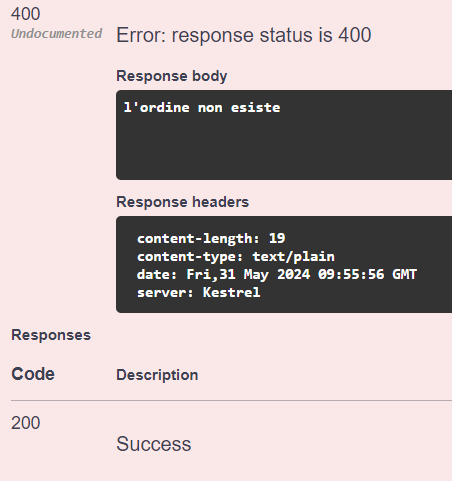 400
Undocumented
Error: response status is 400
Response body
l'ordine non esiste
Response headers
content-length: 19
content-type: text/plain
date: Fri,31 May 2024 09:55:56 GMT
server: Kestrel
Responses
Code Description
200
Success